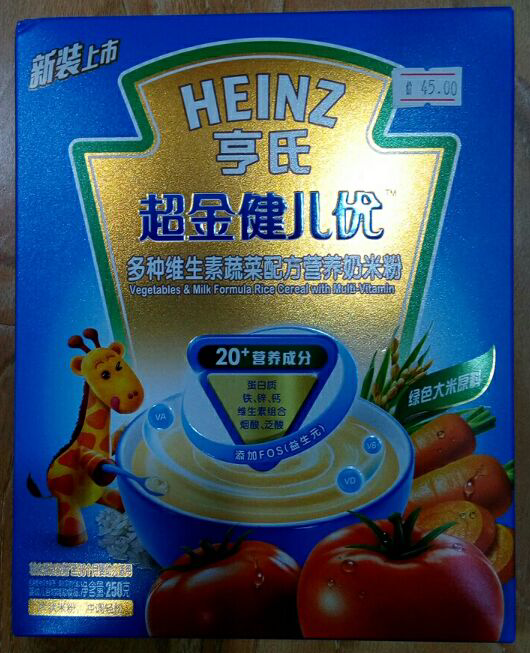 新装上市
价 45.00
HEINZ
亨氏
超金健儿优™
多种维生素蔬菜配方营养奶米粉
Vegetables & Milk Formula Rice Cereal with Multi-Vitamin
20+营养成分
蛋白质
铁、锌、钙
维生素组合
烟酸、泛酸
添加FOS(益生元)
绿色大米原料
VA
VB
VD
净含量:250克